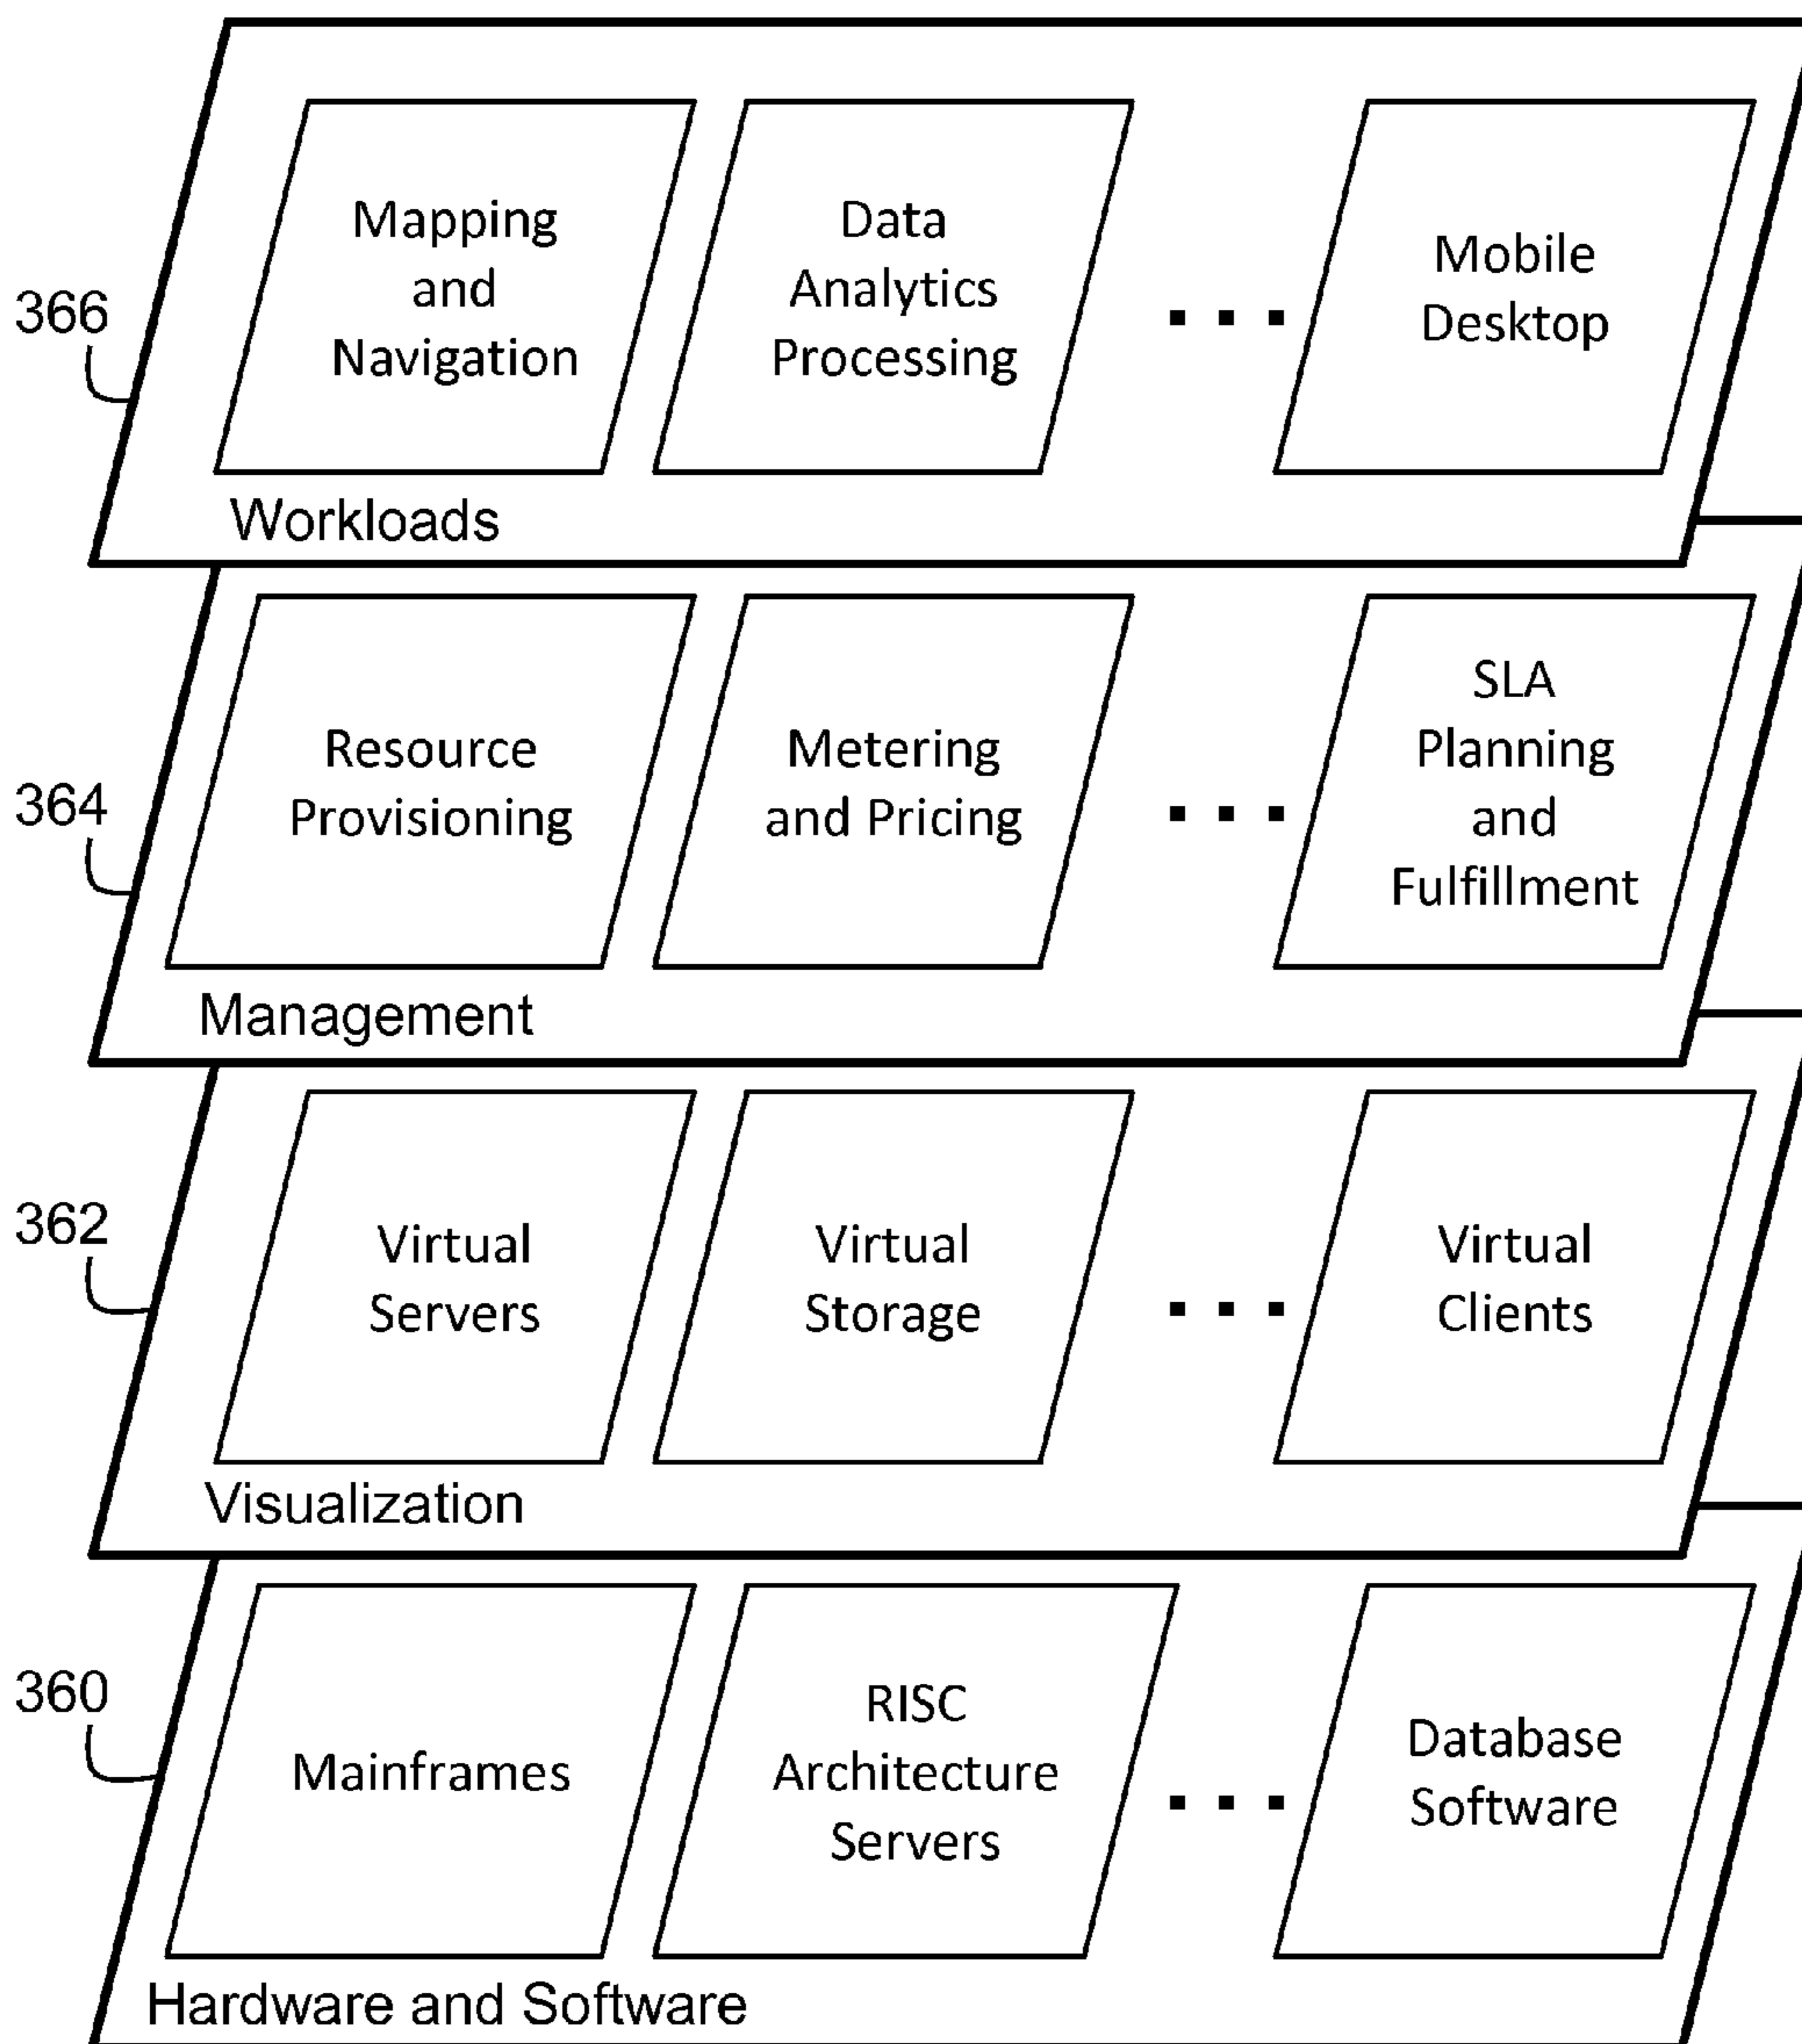 366
Mapping
and
Navigation
Data
Analytics
Processing
Mobile
Desktop
Workloads
364
Resource
Provisioning
Metering
and Pricing
SLA
Planning
and
Fulfillment
Management
362
Virtual
Servers
Virtual
Storage
Virtual
Clients
Visualization
360
Mainframes
RISC
Architecture
Servers
Database
Software
Hardware and Software